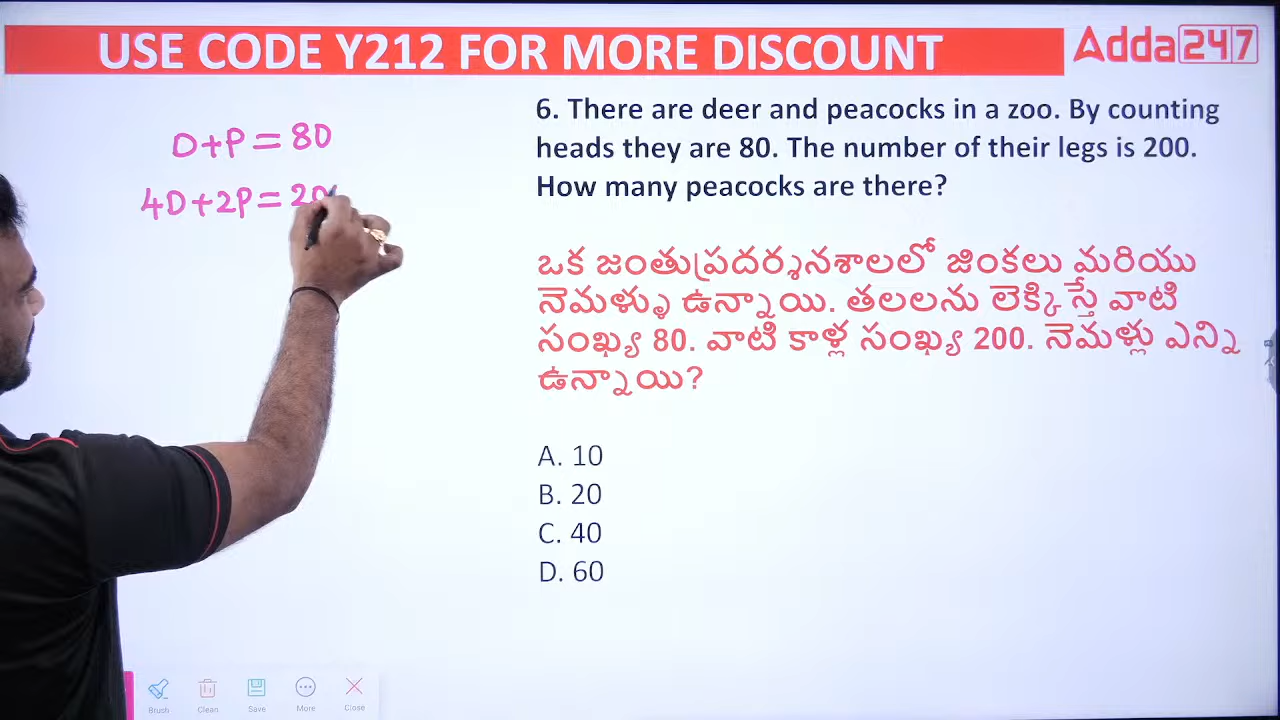 USE CODE Y212 FOR MORE DISCOUNT
Adda247
D+P=80
4D+2P=200
6. There are deer and peacocks in a zoo. By counting
heads they are 80. The number of their legs is 200.
How many peacocks are there?
ఒక జంతుప్రదర్శనశాలలో జింకలు మరియు
నెమళ్ళు ఉన్నాయి. తలలను లెక్కిస్తే వాటి
సంఖ్య 80. వాటి కాళ్ల సంఖ్య 200. నెమళ్లు ఎన్ని
ఉన్నాయి?
A. 10
B. 20
C. 40
D. 60
Brush
Clean
Save
More
Close